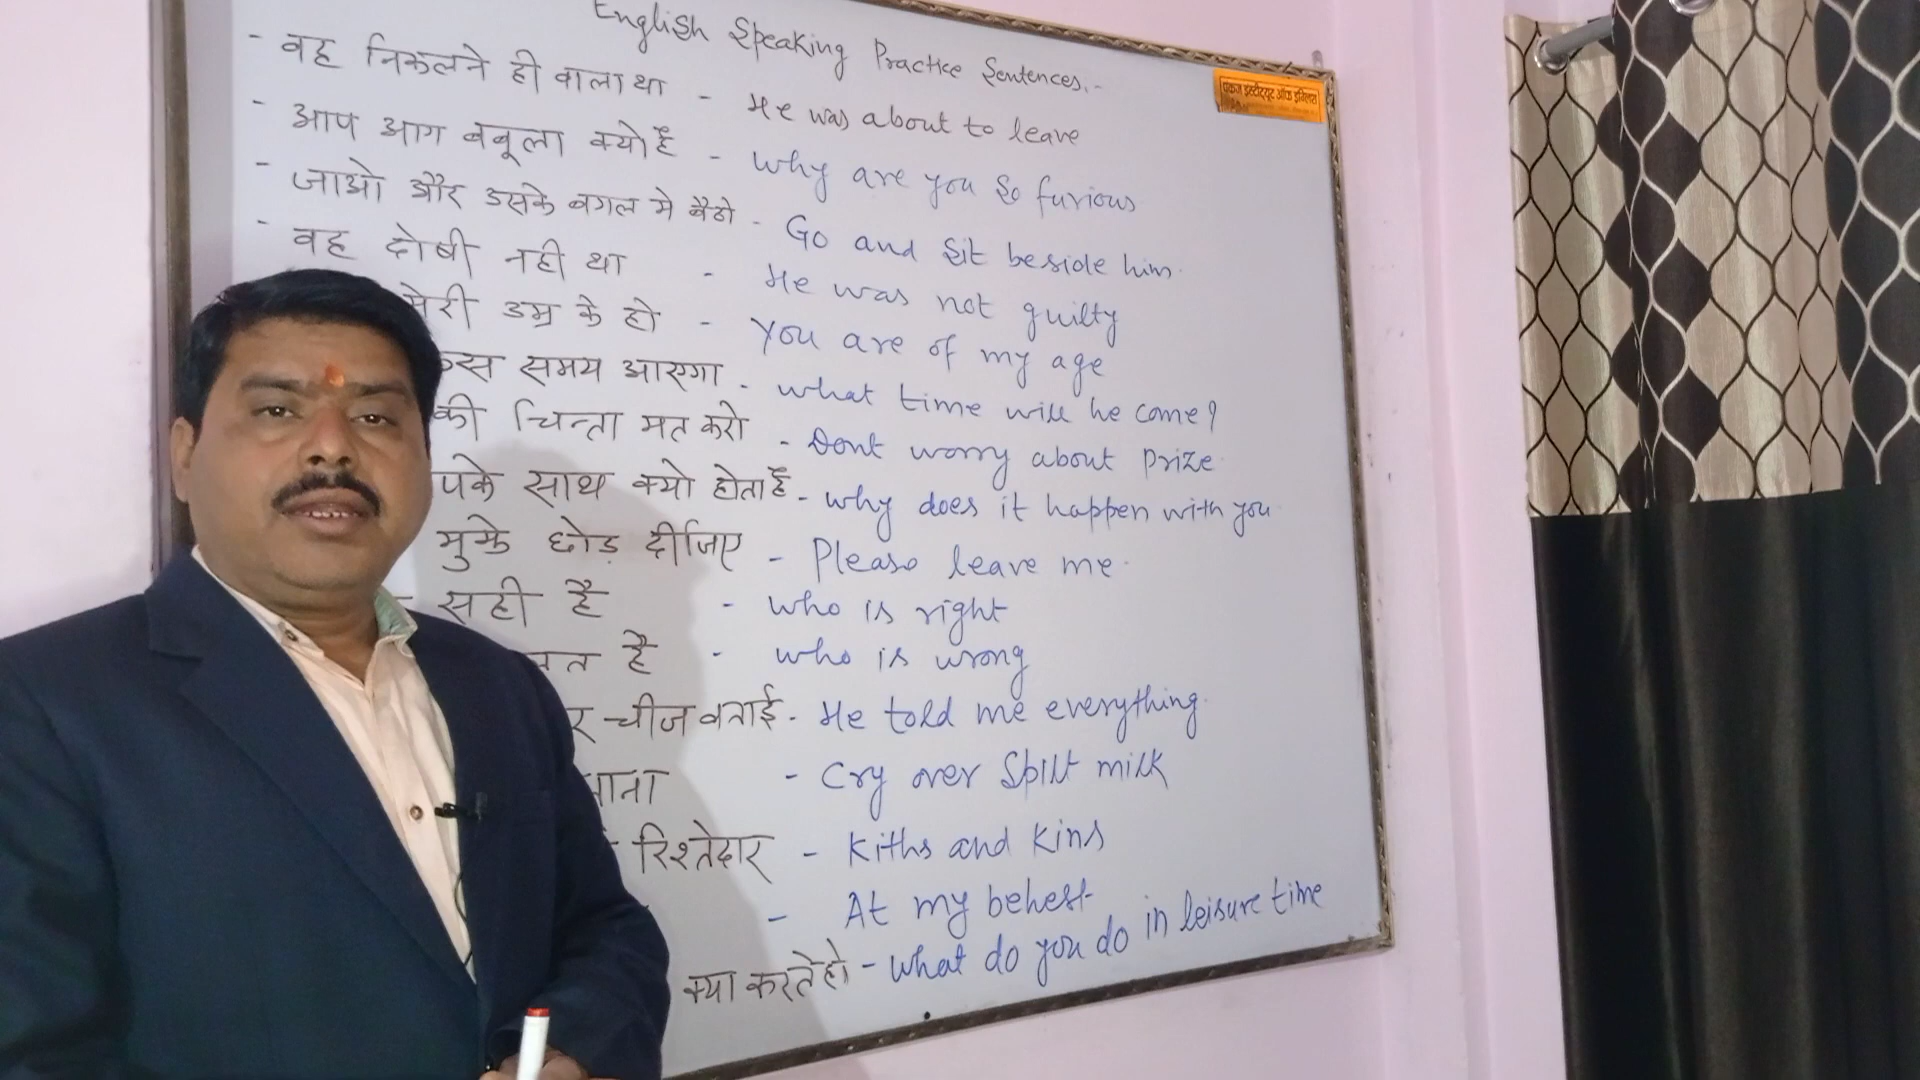 English Speaking Practice Sentences.-
- वह निकलने ही वाला था - He was about to leave
- आप आग बबूला क्यो है - Why are you so furious
- जाओ और उसके बगल मे बैठो - Go and sit beside him.
- वह दोषी नही था - He was not guilty
मेरी उम्र के हो - You are of my age
समय आएगा - What time will he come?
की चिन्ता मत करो - Dont worry about prize.
पके साथ क्यो होता है - Why does it happen with you.
मुझे छोड़ दीजिए - Please leave me.
सही है - who is right
है - who is wrong
चीज बताई - He told me everything.
- Cry over spilt milk
रिश्तेदार - Kiths and Kins
- At my behest
क्या करते हो - What do you do in leisure time
पंकज इंस्टीट्यूट ऑफ इंग्लिश